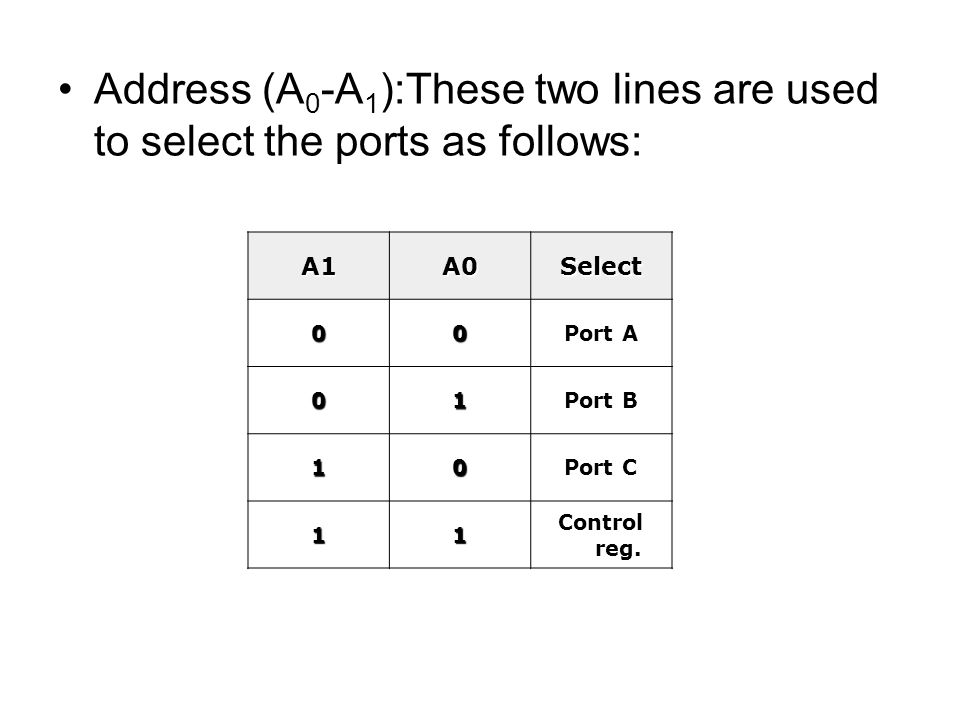 • Address (A0-A1):These two lines are used
to select the ports as follows:
A1 A0 Select
0 0 Port A
0 1 Port B
1 0 Port C
1 1 Control
reg.